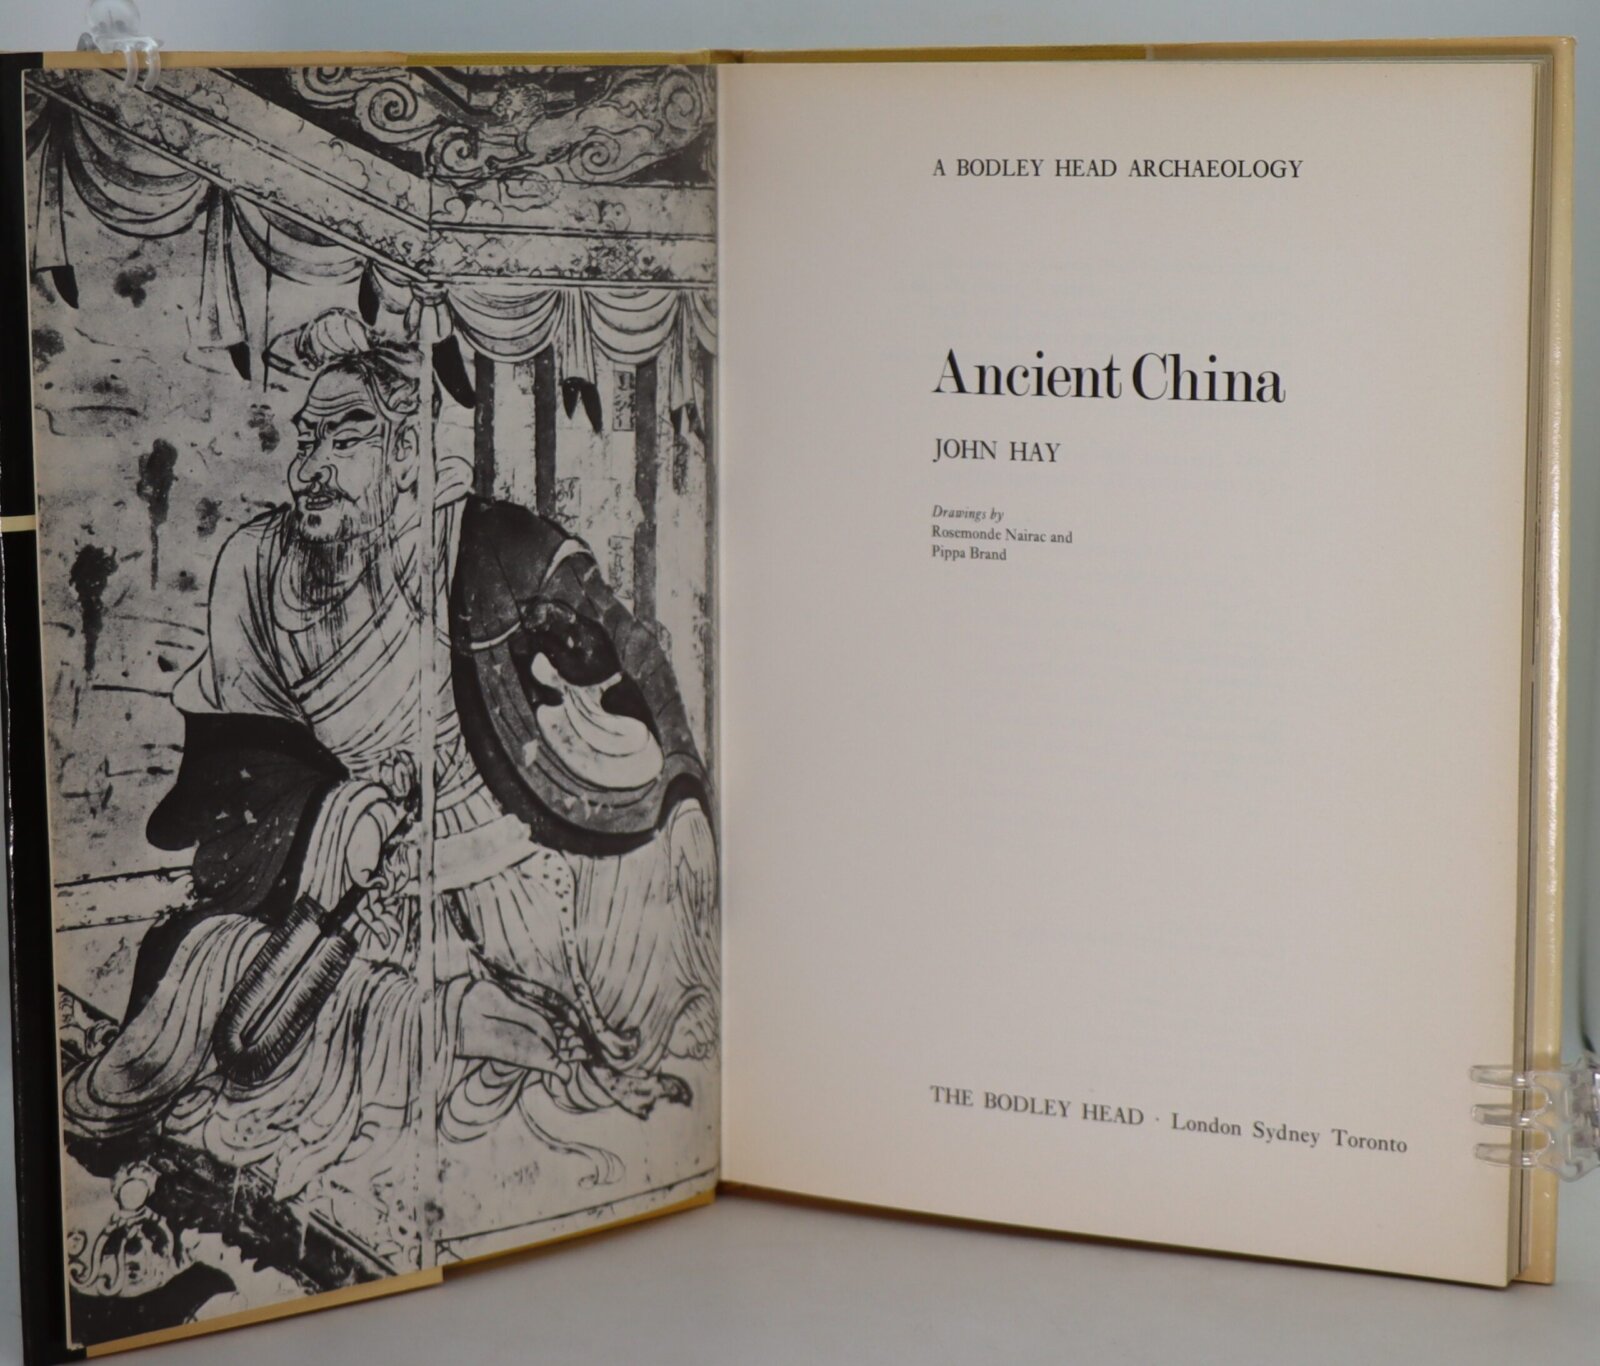 A BODLEY HEAD ARCHAEOLOGY
Ancient China
JOHN HAY
Drawings by
Rosemonde Nairac and
Pippa Brand
THE BODLEY HEAD · London Sydney Toronto